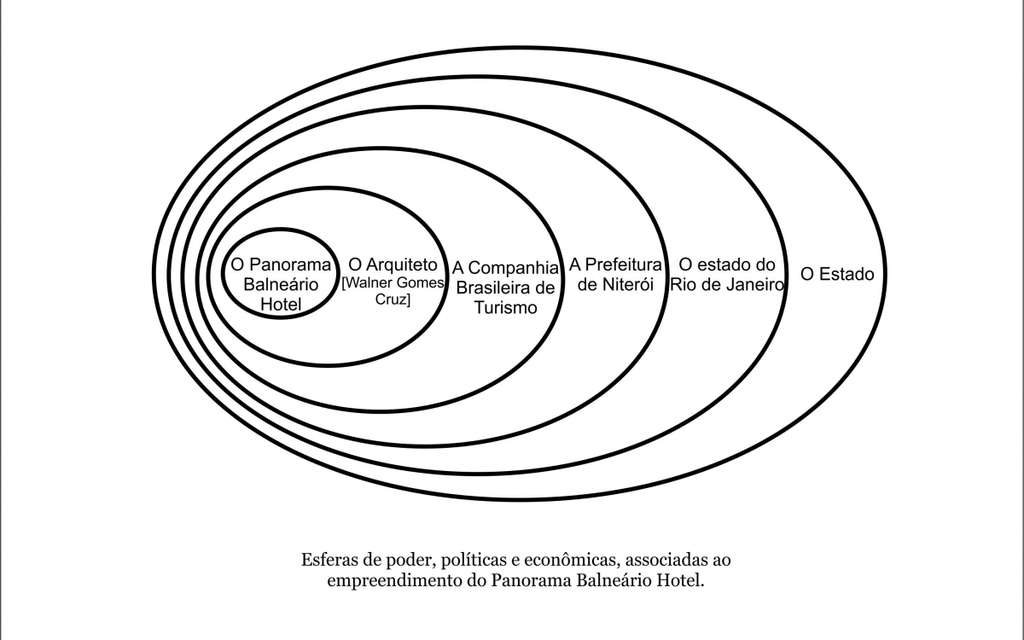 O Panorama
Balneário
Hotel
O Arquiteto
[Walner Gomes
Cruz]
A Companhia
Brasileira de
Turismo
A Prefeitura
de Niterói
O estado do
Rio de Janeiro
O Estado
Esferas de poder, políticas e econômicas, associadas ao
empreendimento do Panorama Balneário Hotel.